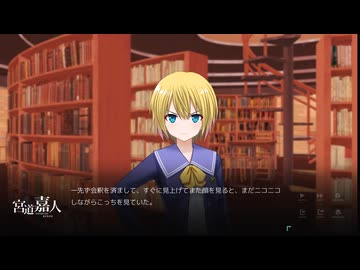 宮道嘉人
一先ず会釈を済まして、すぐに見上げてまた顔を見ると、まだニコニコ
しながらこっちを見ていた。